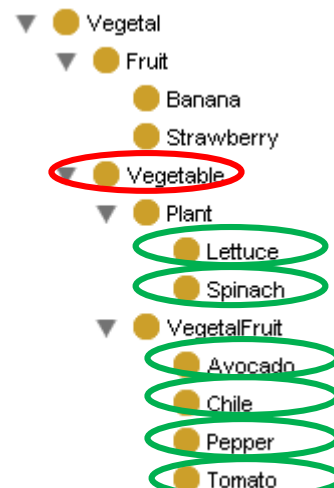 Vegetal
Fruit
Banana
Strawberry
Vegetable
Plant
Lettuce
Spinach
VegetalFruit
Avocado
Chile
Pepper
Tomato